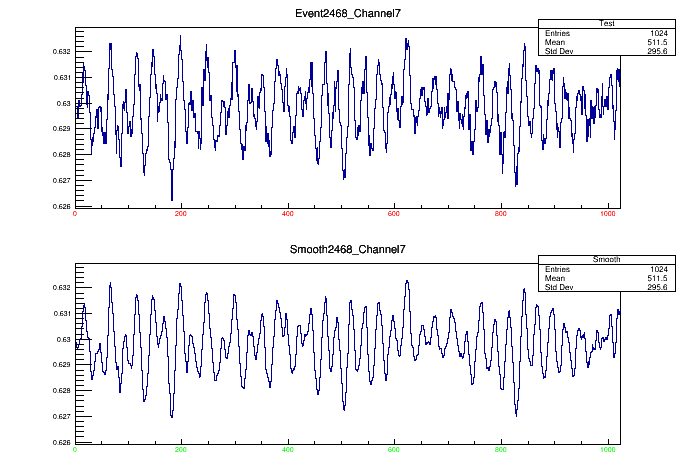 Event2468_Channel7
Test
Entries 1024
Mean 511.5
Std Dev 295.6
0.632
0.631
0.63
0.629
0.628
0.627
0.626
0 200 400 600 800 1000
Smooth2468_Channel7
Smooth
Entries 1024
Mean 511.5
Std Dev 295.6
0.632
0.631
0.63
0.629
0.628
0.627
0.626
0 200 400 600 800 1000